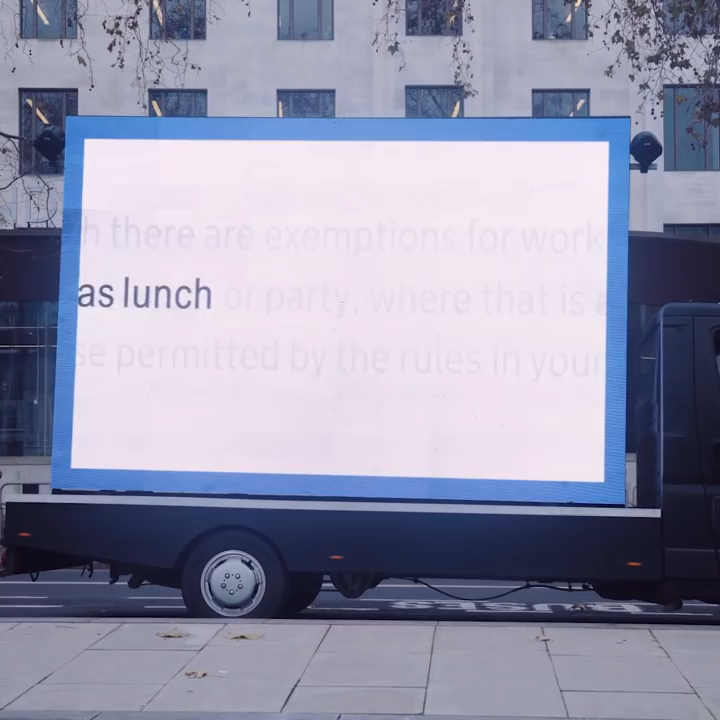 h there are exemptions for work
as lunch or party, where that is a
se permitted by the rules in your
BUSES